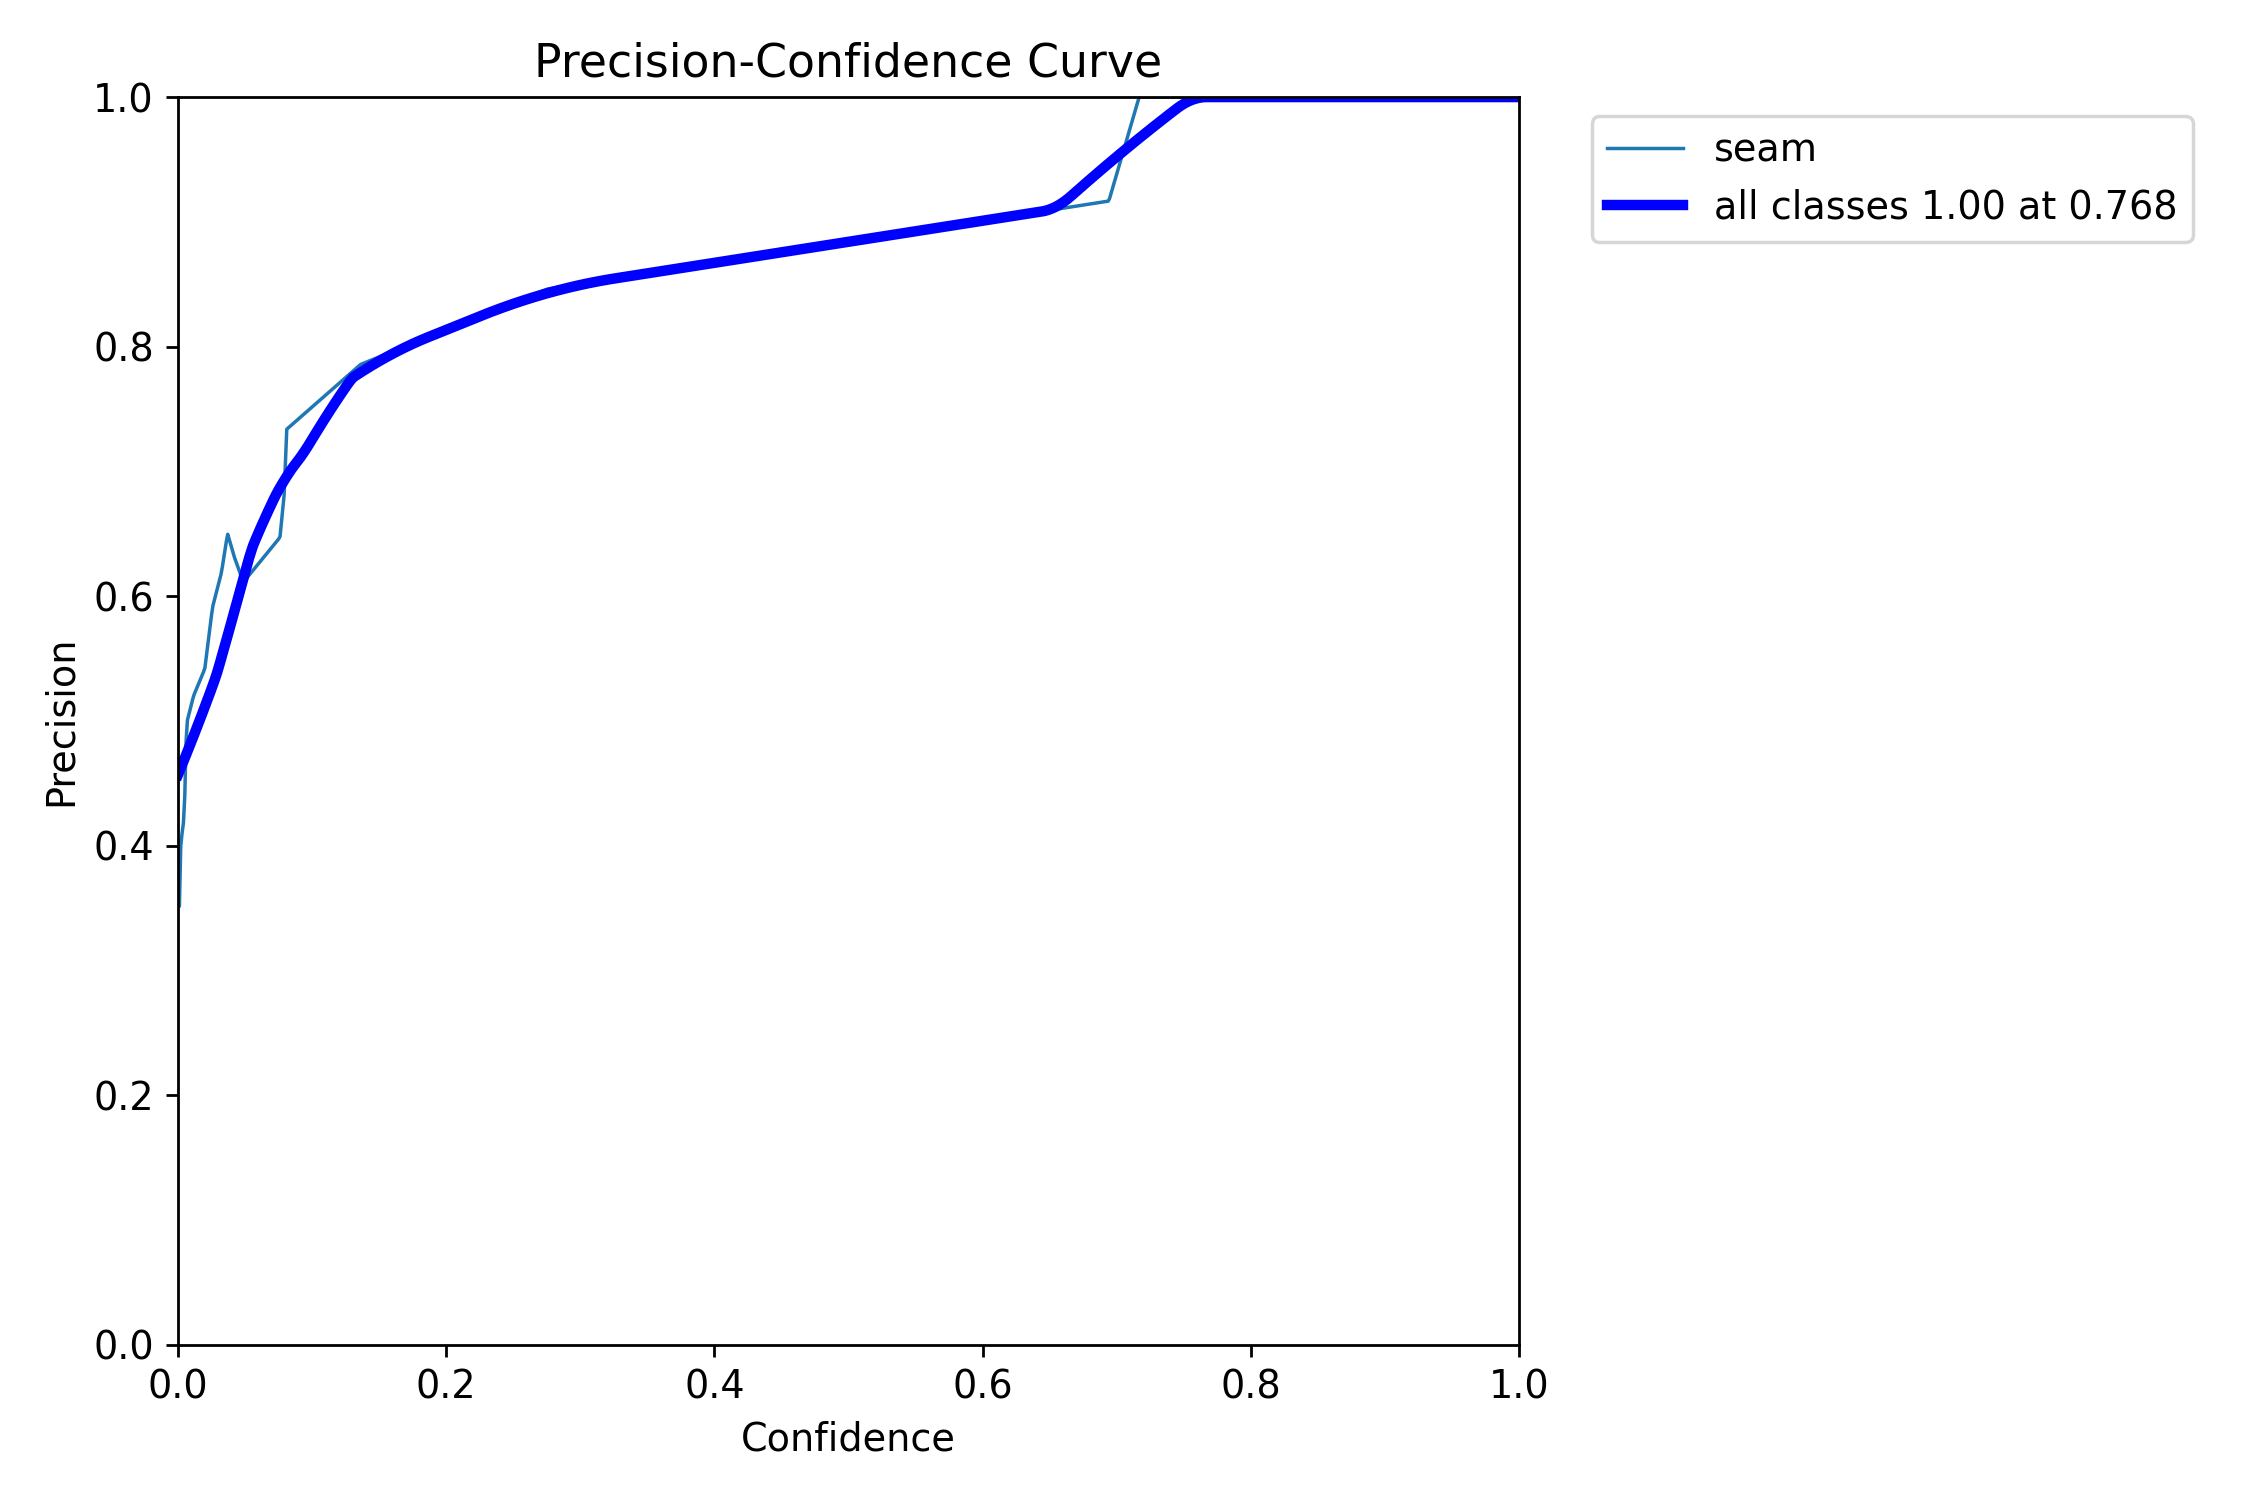 Precision-Confidence Curve
1.0
0.8
0.6
0.4
0.2
0.0
Precision
0.0 0.2 0.4 0.6 0.8 1.0
Confidence
seam
all classes 1.00 at 0.768